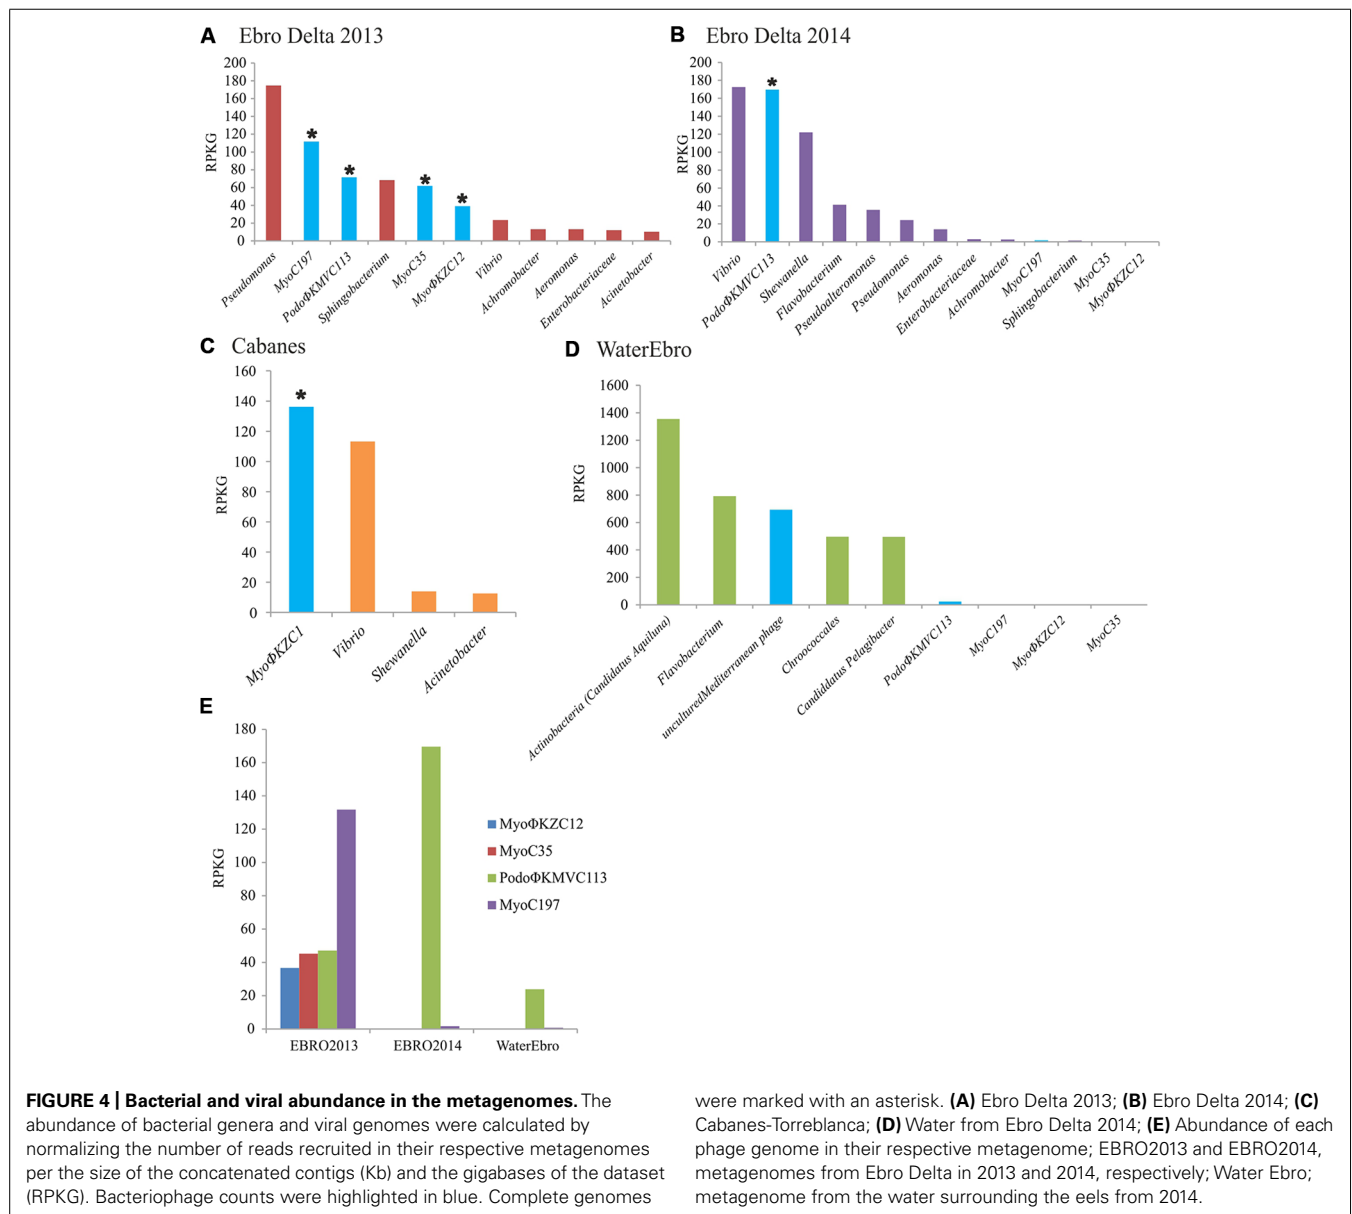 A Ebro Delta 2013
RPKG
200
180
160
140
120
100
80
60
40
20
0
*
*
*
*
Pseudomonas
MyoC197
PodoΦKMVC113
Sphingobacterium
MyoC35
MyoΦKZC12
Vibrio
Achromobacter
Aeromonas
Enterobacteriaceae
Acinetobacter
B Ebro Delta 2014
RPKG
200
180
160
140
120
100
80
60
40
20
0
*
Vibrio
PodoΦKMVC113
Shewanella
Flavobacterium
Pseudoalteromonas
Pseudomonas
Aeromonas
Enterobacteriaceae
Achromobacter
MyoC197
Sphingobacterium
MyoC35
MyoΦKZC12
C Cabanes
RPKG
160
140
120
100
80
60
40
20
0
*
MyoΦKZC1
Vibrio
Shewanella
Acinetobacter
D WaterEbro
RPKG
1600
1400
1200
1000
800
600
400
200
0
Actinobacteria (Candidatus Aquiluna)
Flavobacterium
unculturedMediterranean phage
Chroococcales
Candiddatus Pelagibacter
PodoΦKMVC113
MyoC197
MyoΦKZC12
MyoC35
E
RPKG
180
160
140
120
100
80
60
40
20
0
EBRO2013
EBRO2014
WaterEbro
MyoΦKZC12
MyoC35
PodoΦKMVC113
MyoC197
FIGURE 4 | Bacterial and viral abundance in the metagenomes. The
abundance of bacterial genera and viral genomes were calculated by
normalizing the number of reads recruited in their respective metagenomes
per the size of the concatenated contigs (Kb) and the gigabases of the dataset
(RPKG). Bacteriophage counts were highlighted in blue. Complete genomes
were marked with an asterisk. (A) Ebro Delta 2013; (B) Ebro Delta 2014; (C)
Cabanes-Torreblanca; (D) Water from Ebro Delta 2014; (E) Abundance of each
phage genome in their respective metagenome; EBRO2013 and EBRO2014,
metagenomes from Ebro Delta in 2013 and 2014, respectively; Water Ebro;
metagenome from the water surrounding the eels from 2014.